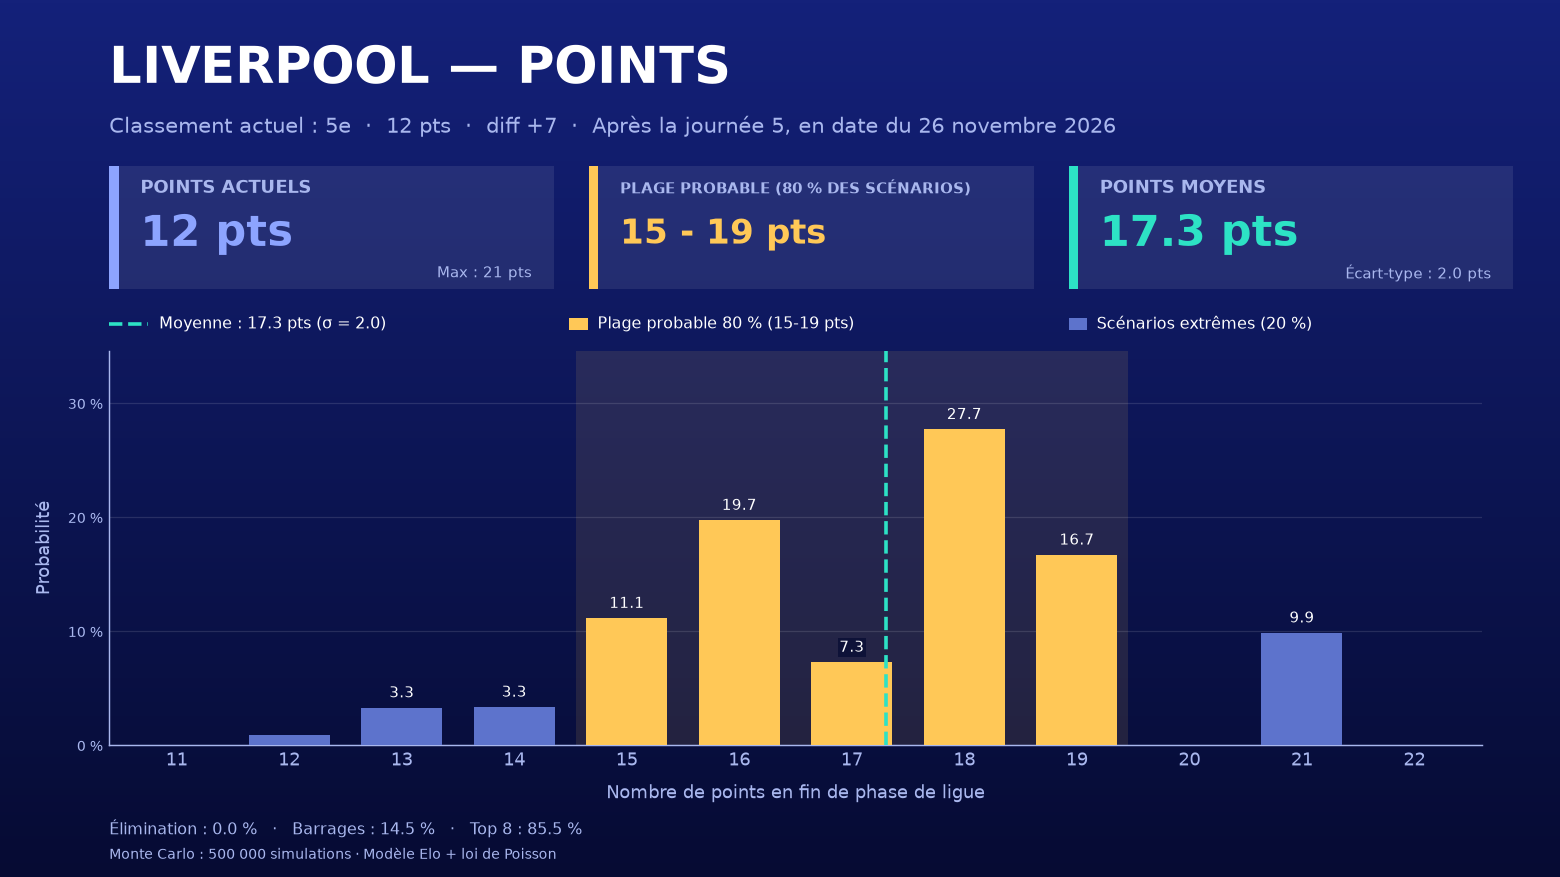 LIVERPOOL — POINTS
Classement actuel : 5e · 12 pts · diff +7 · Après la journée 5, en date du 26 novembre 2026
POINTS ACTUELS
12 pts
Max : 21 pts
PLAGE PROBABLE (80 % DES SCÉNARIOS)
15 - 19 pts
POINTS MOYENS
17.3 pts
Écart-type : 2.0 pts
Moyenne : 17.3 pts (σ = 2.0)
Plage probable 80 % (15-19 pts)
Scénarios extrêmes (20 %)
Probabilité
30 %
20 %
10 %
0 %
3.3
3.3
11.1
19.7
7.3
27.7
16.7
9.9
11 12 13 14 15 16 17 18 19 20 21 22
Nombre de points en fin de phase de ligue
Élimination : 0.0 % · Barrages : 14.5 % · Top 8 : 85.5 %
Monte Carlo : 500 000 simulations · Modèle Elo + loi de Poisson